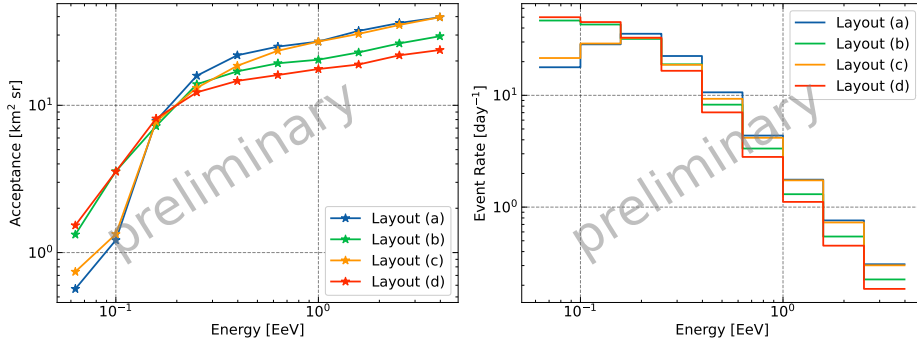 Acceptance [km² sr]
10¹
10⁰
preliminary
Layout (a)
Layout (b)
Layout (c)
Layout (d)
10⁻¹
10⁰
Energy [EeV]
Event Rate [day⁻¹]
10¹
10⁰
preliminary
Layout (a)
Layout (b)
Layout (c)
Layout (d)
10⁻¹
10⁰
Energy [EeV]